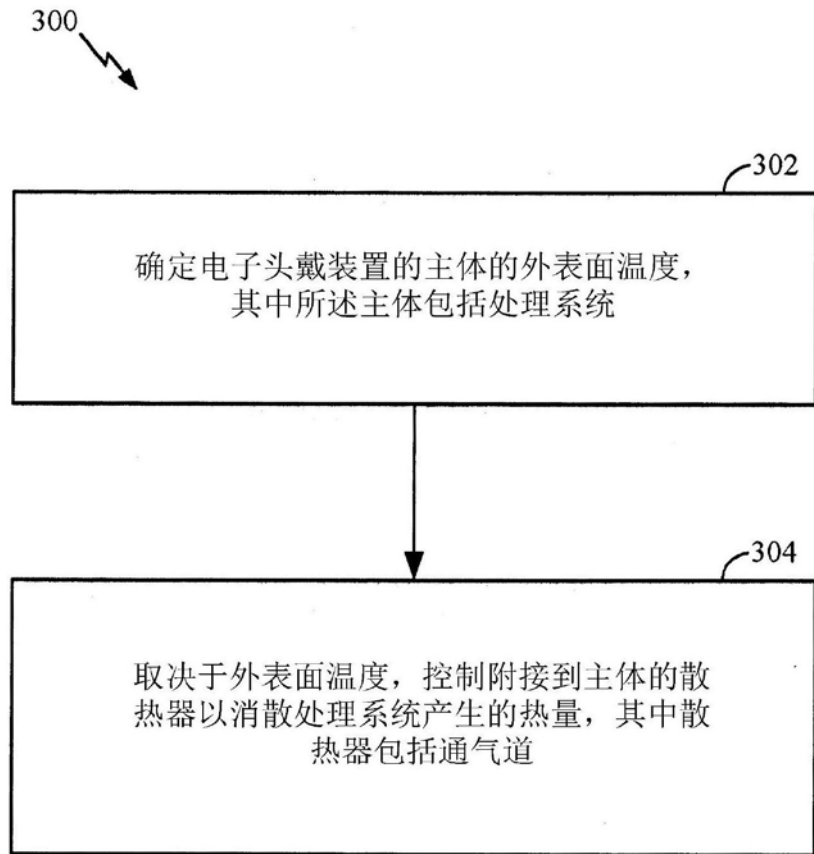 300
302
确定电子头戴装置的主体的外表面温度，
其中所述主体包括处理系统
304
取决于外表面温度，控制附接到主体的散
热器以消散处理系统产生的热量，其中散
热器包括通气道